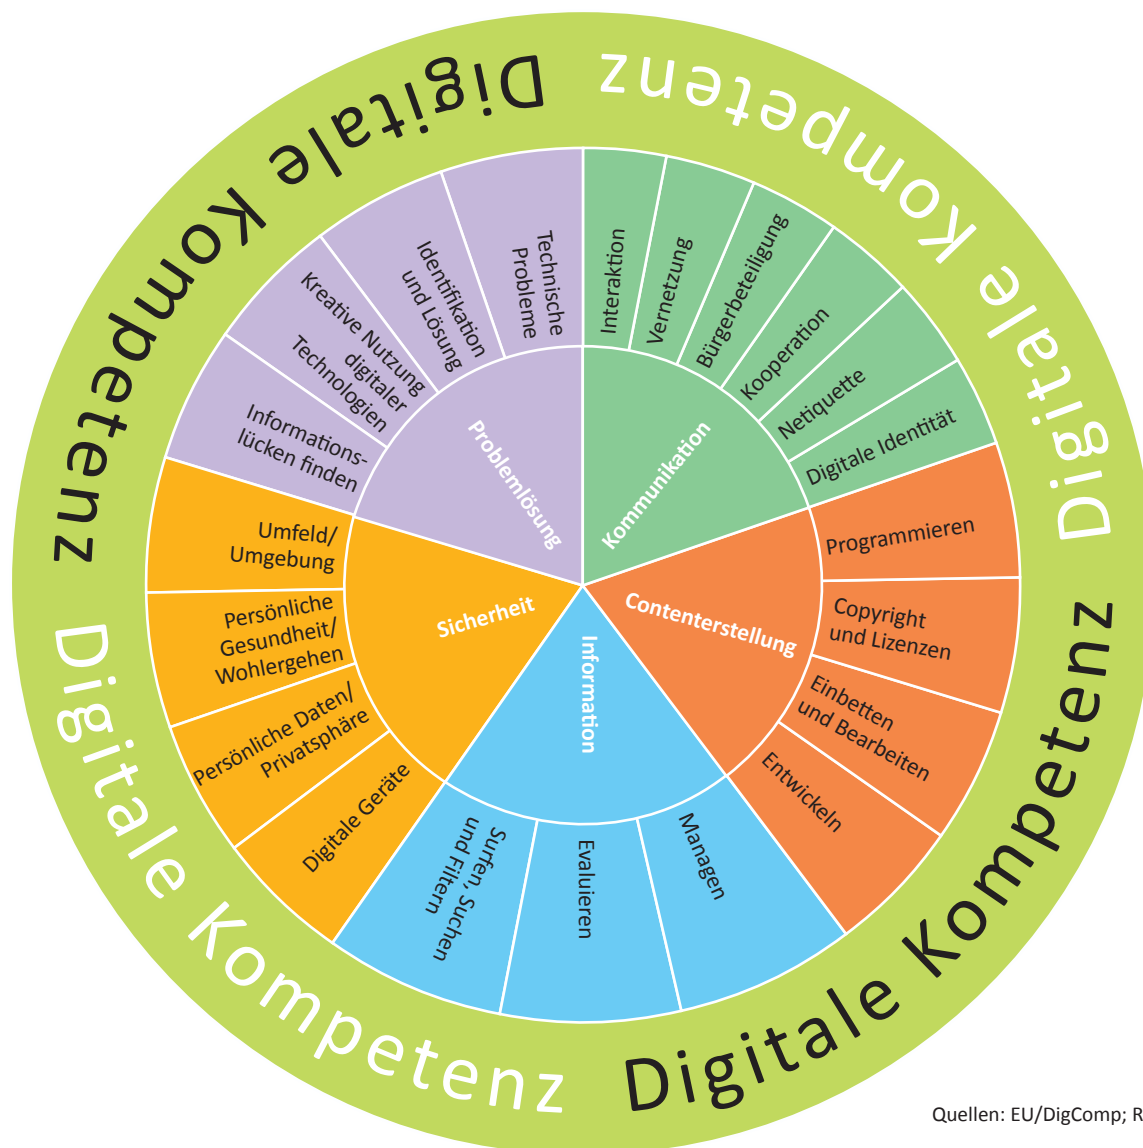 Digitale Kompetenz
Digitale Kompetenz
Digitale Kompetenz
Digitale Kompetenz
Kommunikation
Interaktion
Vernetzung
Bürgerbeteiligung
Kooperation
Netiquette
Digitale Identität
Contenterstellung
Programmieren
Copyright
und Lizenzen
Einbetten
und Bearbeiten
Entwickeln
Information
Managen
Evaluieren
Surfen, Suchen
und Filtern
Sicherheit
Digitale Geräte
Persönliche Daten/
Privatsphäre
Persönliche
Gesundheit/
Wohlergehen
Umfeld/
Umgebung
Problemlösung
Informations-
lücken finden
Kreative Nutzung
digitaler
Technologien
Identifikation
und Lösung
Technische
Probleme
Quellen: EU/DigComp; R